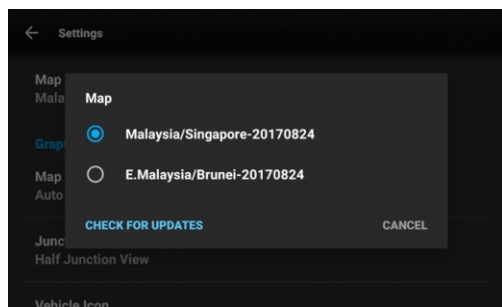 Settings
Map
Mala
Map
Malaysia/Singapore-20170824
Grap
E.Malaysia/Brunei-20170824
Map
Auto
CHECK FOR UPDATES CANCEL
Junc
Half Junction View
Vehicle Icon